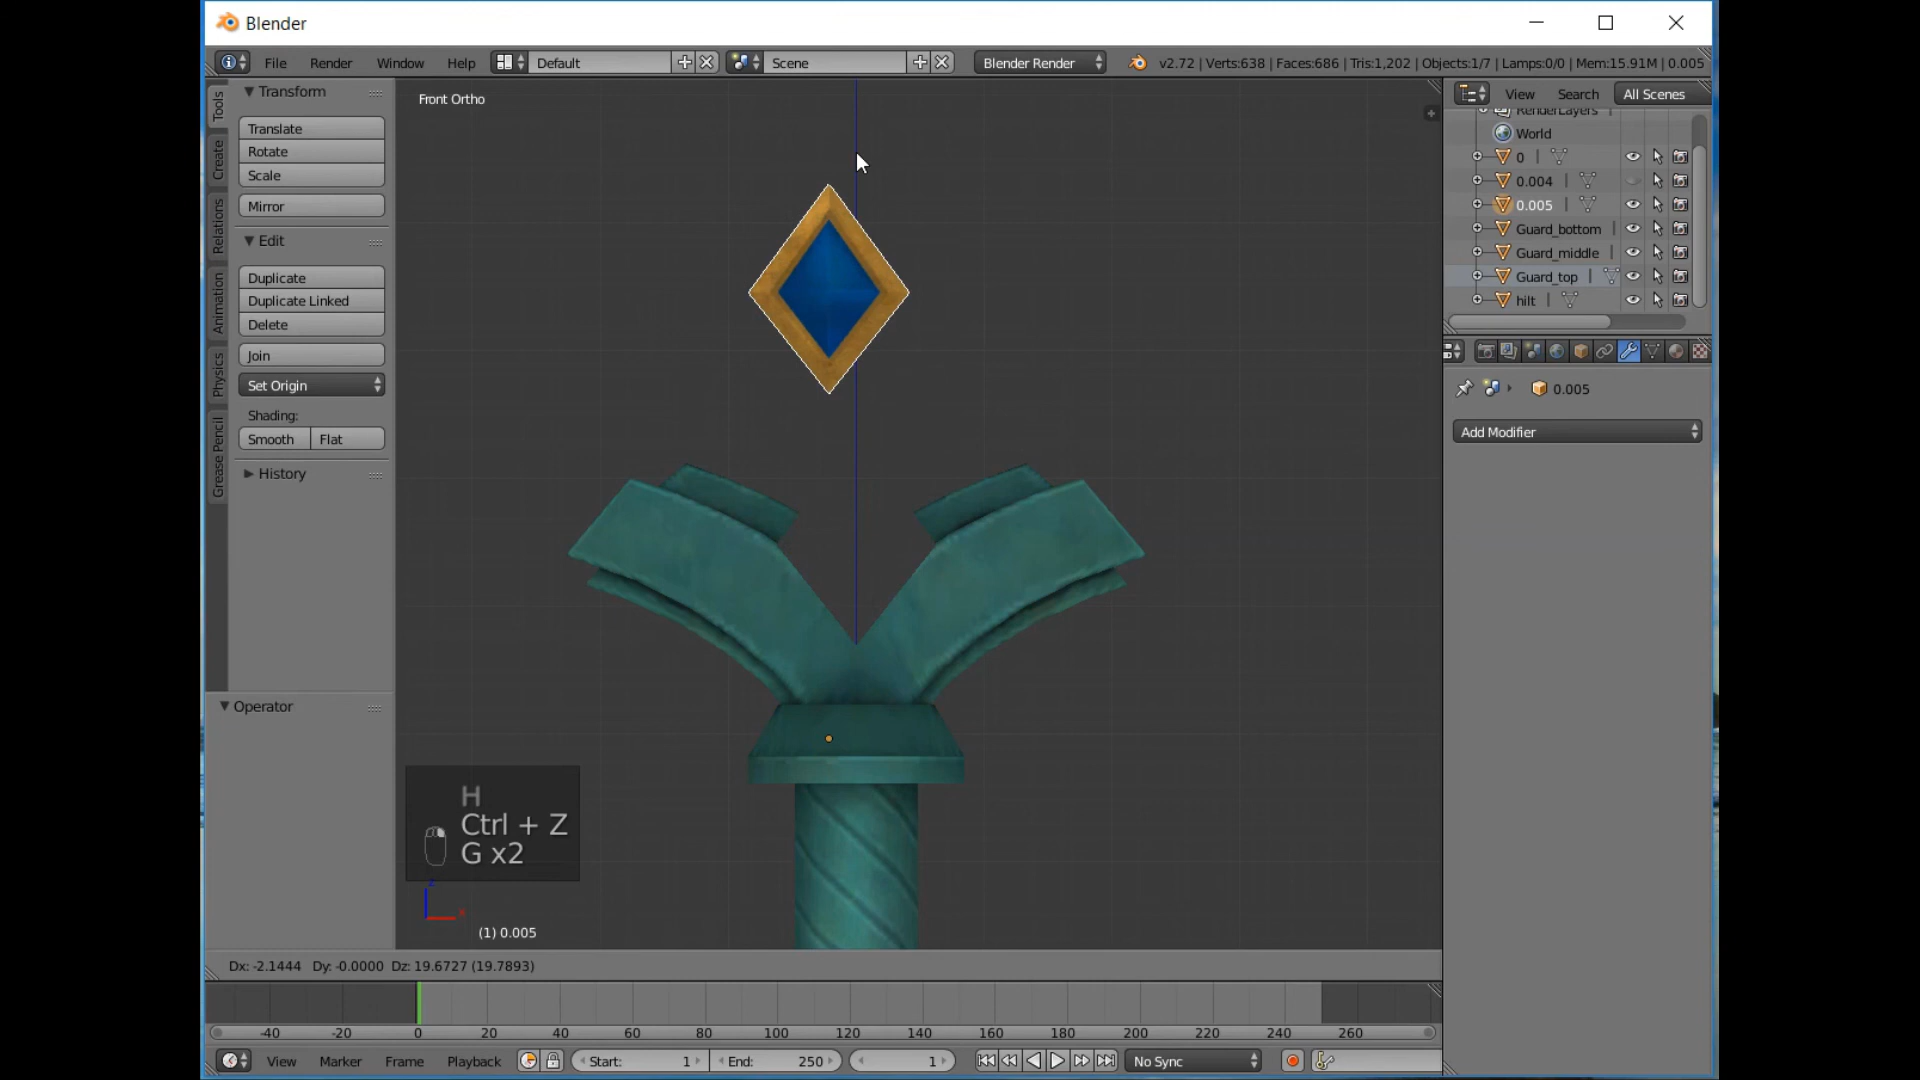 Blender
File Render Window Help Default Scene Blender Render v2.72 | Verts:638 | Faces:686 | Tris:1,202 | Objects:1/7 | Lamps:0/0 | Mem:15.91M | 0.005
Tools
Create
Relations
Animation
Physics
Grease Pencil
Transform
Translate
Rotate
Scale
Mirror
Edit
Duplicate
Duplicate Linked
Delete
Join
Set Origin
Shading:
Smooth Flat
History
Operator
Front Ortho
H
Ctrl + Z
G x2
z
x
(1) 0.005
View Search All Scenes
RenderLayers
World
0
0.004
0.005
Guard_bottom
Guard_middle
Guard_top
hilt
0.005
Add Modifier
Dx: -2.1444 Dy: -0.0000 Dz: 19.6727 (19.7893)
-40 -20 0 20 40 60 80 100 120 140 160 180 200 220 240 260
View Marker Frame Playback Start: 1 End: 250 1 No Sync